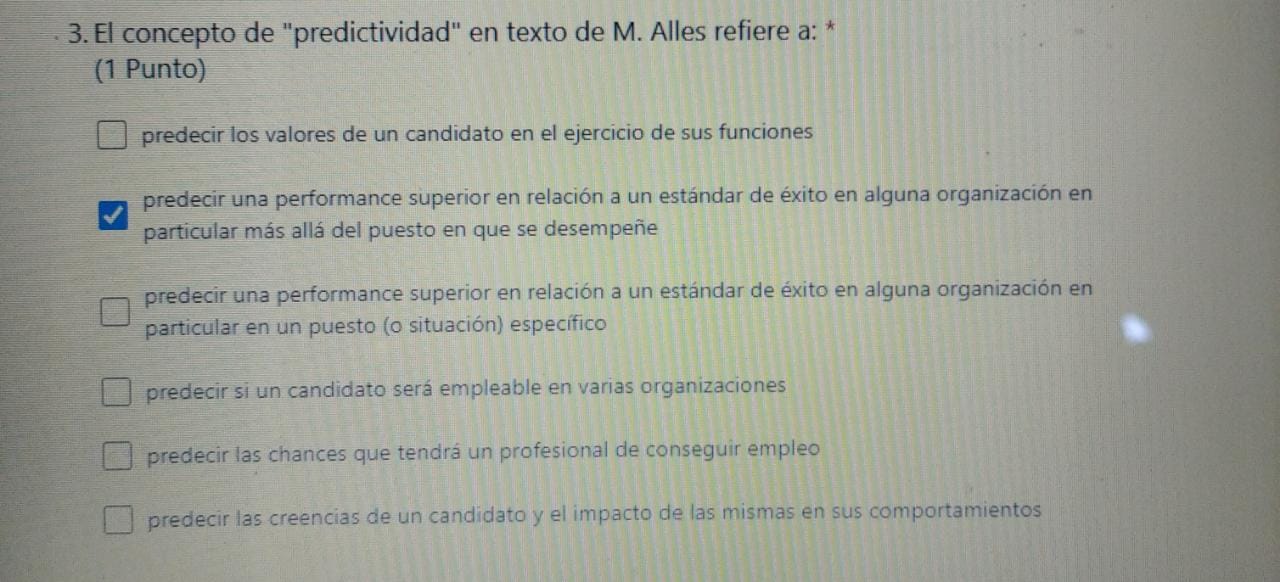 3. El concepto de "predictividad" en texto de M. Alles refiere a: *
(1 Punto)
predecir los valores de un candidato en el ejercicio de sus funciones
predecir una performance superior en relación a un estándar de éxito en alguna organización en
particular más allá del puesto en que se desempeñe
predecir una performance superior en relación a un estándar de éxito en alguna organización en
particular en un puesto (o situación) específico
predecir si un candidato será empleable en varias organizaciones
predecir las chances que tendrá un profesional de conseguir empleo
predecir las creencias de un candidato y el impacto de las mismas en sus comportamientos